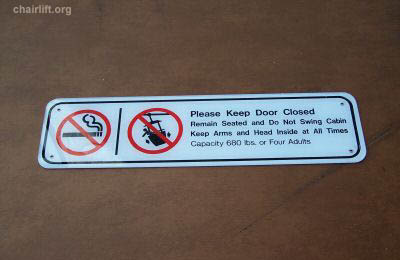 chairlift.org
Please Keep Door Closed
Remain Seated and Do Not Swing Cabin
Keep Arms and Head Inside at All Times
Capacity 680 lbs. or Four Adults